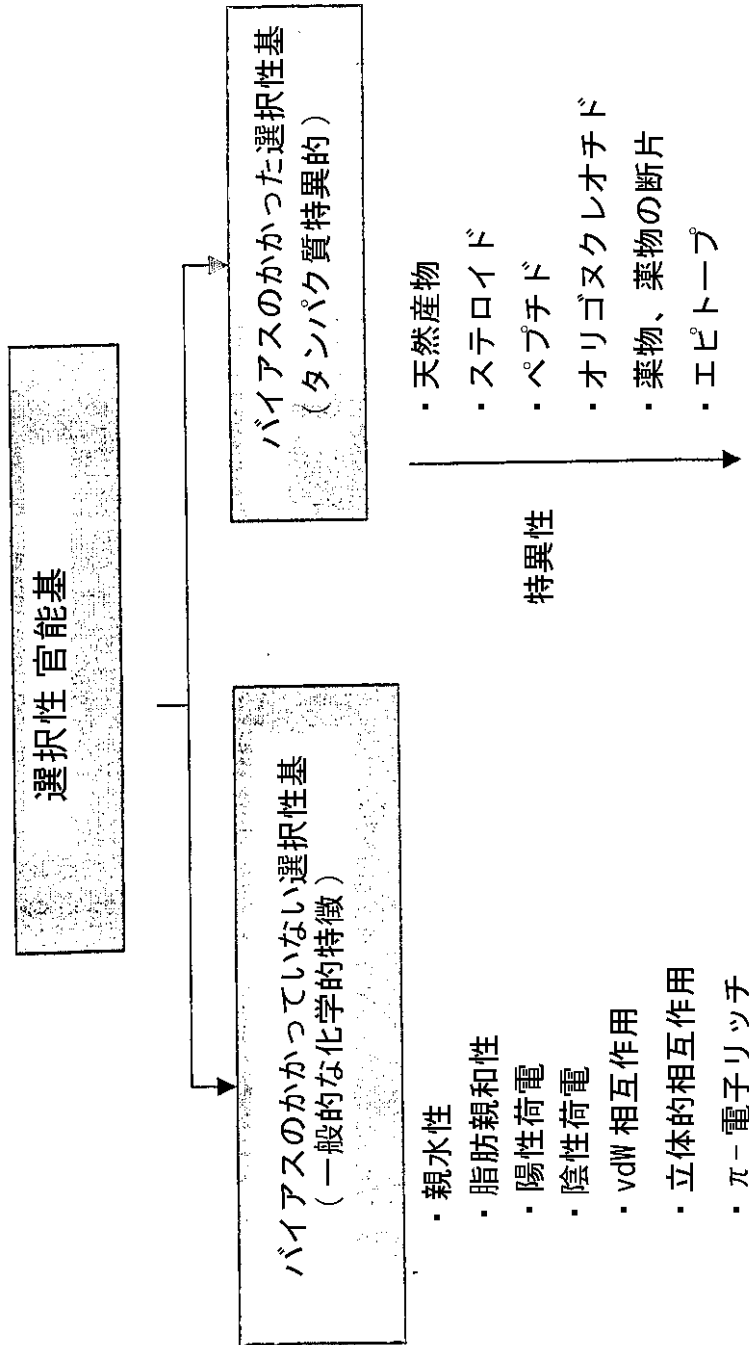 選択性 官能基
バイアスのかかっていない選択性基
(一般的な化学的特徴)
・親水性
・脂肪親和性
・陽性荷電
・陰性荷電
・vdW 相互作用
・立体的相互作用
・π-電子リッチ
バイアスのかかった選択性基
(タンパク質特異的)
特異性
・天然産物
・ステロイド
・ペプチド
・オリゴヌクレオチド
・薬物、薬物の断片
・エピトープ